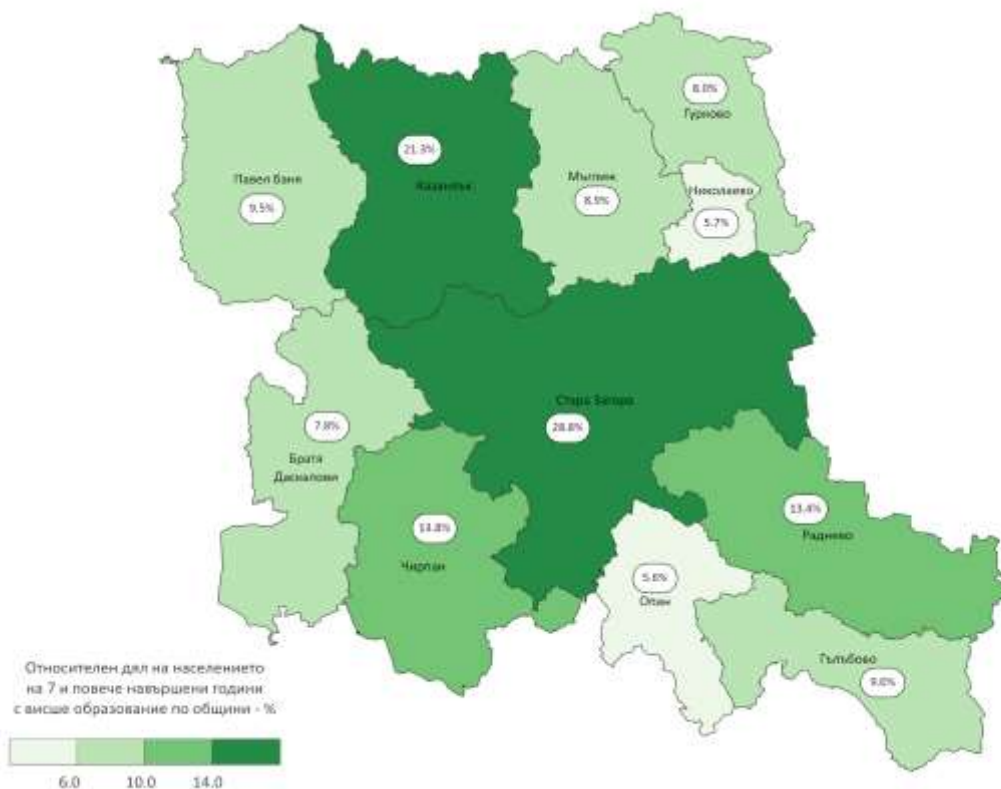 8.8%
Гурково
21.3%
Казанлък
Мъглиж
8.9%
Николаево
5.7%
Павел баня
9.5%
Стара Загора
28.8%
7.8%
Братя
Даскалови
13.8%
Чирпан
13.4%
Раднево
5.6%
Опан
Гълъбово
9.0%
Относителен дял на населението
на 7 и повече навършени години
с висше образование по общини - %
6.0 10.0 14.0